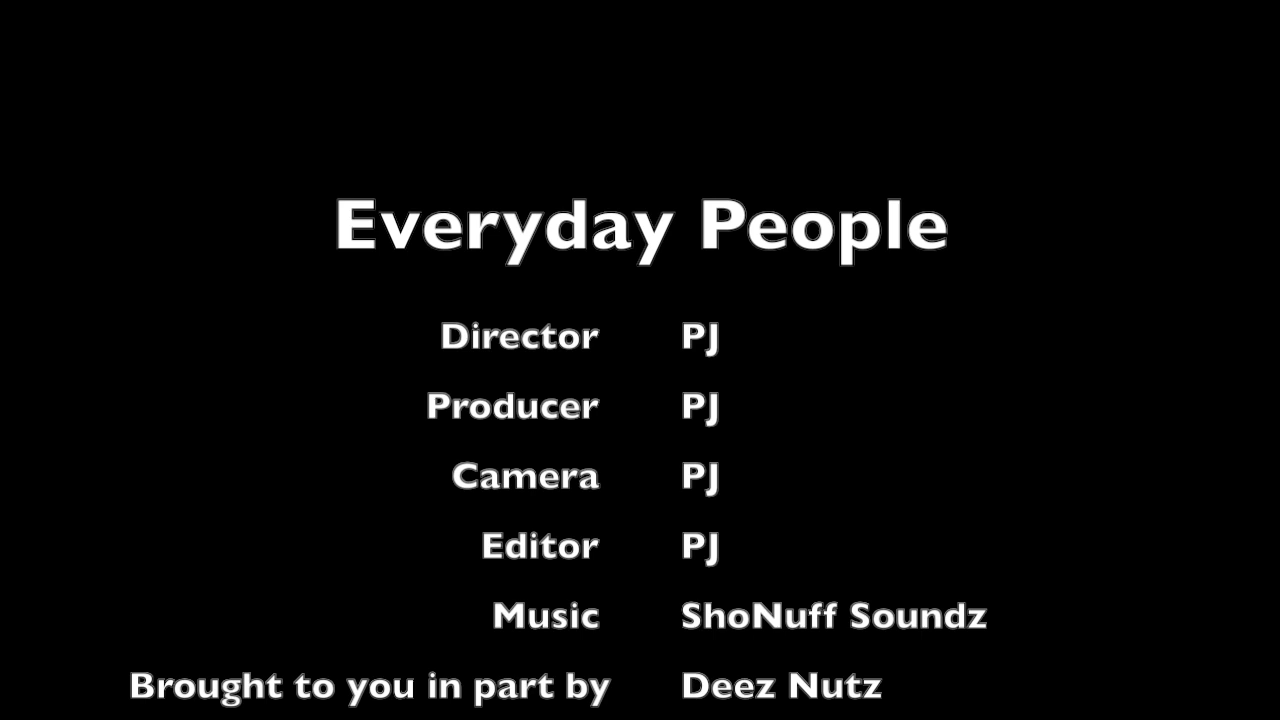 Everyday People
Director PJ
Producer PJ
Camera PJ
Editor PJ
Music ShoNuff Soundz
Brought to you in part by Deez Nutz